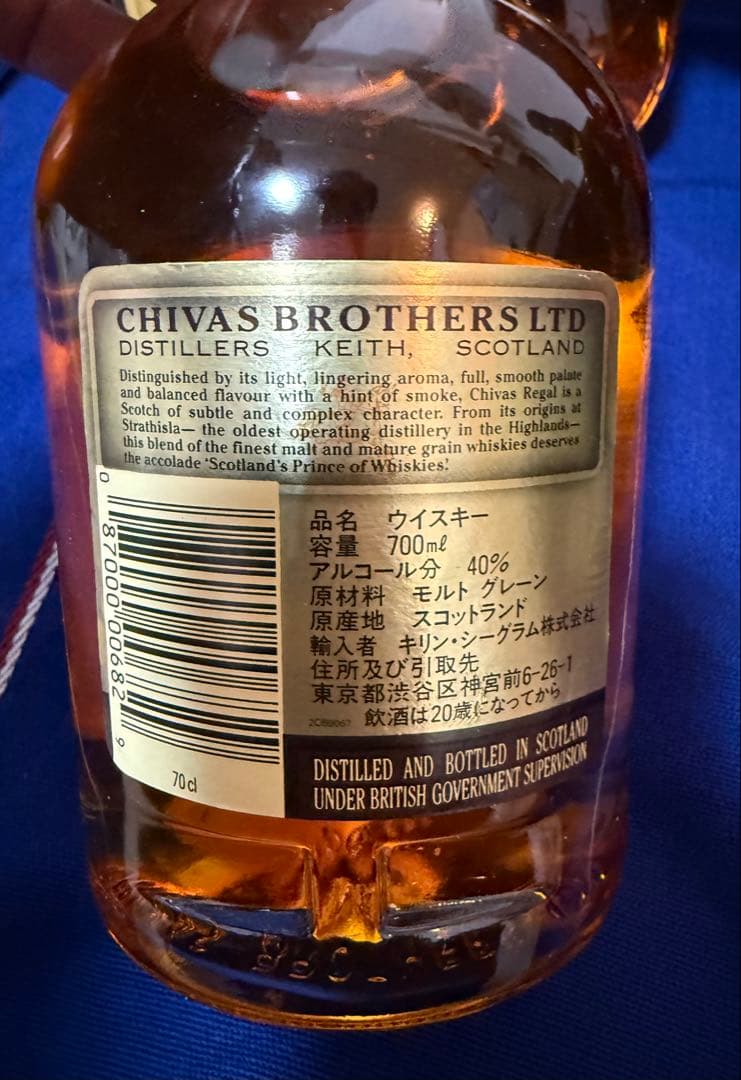 CHIVAS BROTHERS LTD
DISTILLERS KEITH, SCOTLAND
Distinguished by its light, lingering aroma, full, smooth palate
and balanced flavour with a hint of smoke, Chivas Regal is a
Scotch of subtle and complex character. From its origins at
Strathisla— the oldest operating distillery in the Highlands—
this blend of the finest malt and mature grain whiskies deserves
the accolade 'Scotland's Prince of Whiskies'.
0 87000 00682 9
70 cl
品名 ウイスキー
容量 700mℓ
アルコール分 40%
原材料 モルト グレーン
原産地 スコットランド
輸入者 キリン・シーグラム株式会社
住所及び引取先
東京都渋谷区神宮前6-26-1
飲酒は20歳になってから
DISTILLED AND BOTTLED IN SCOTLAND
UNDER BRITISH GOVERNMENT SUPERVISION